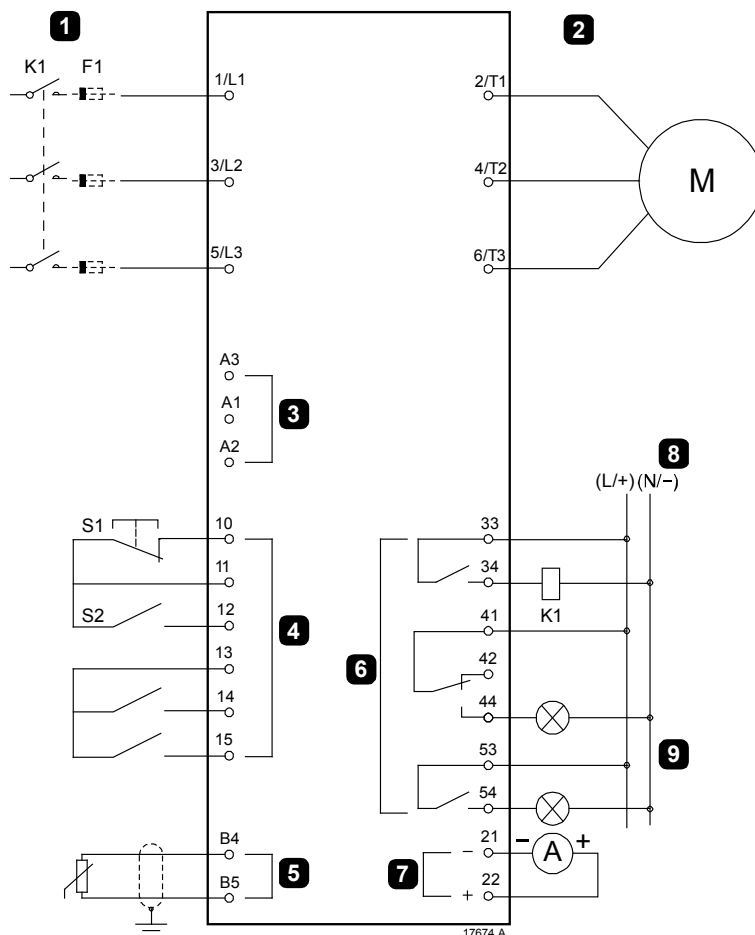 1
2
K1 F1
1/L1
2/T1
3/L2
4/T2
M
5/L3
6/T3
A3
A1
3
A2
8
(L/+) (N/−)
S1
10
33
11
34
K1
S2
12
4
41
13
6
42
14
44
15
53
9
54
B4
21
− A +
5
7
−
B5
22
+
17674.A